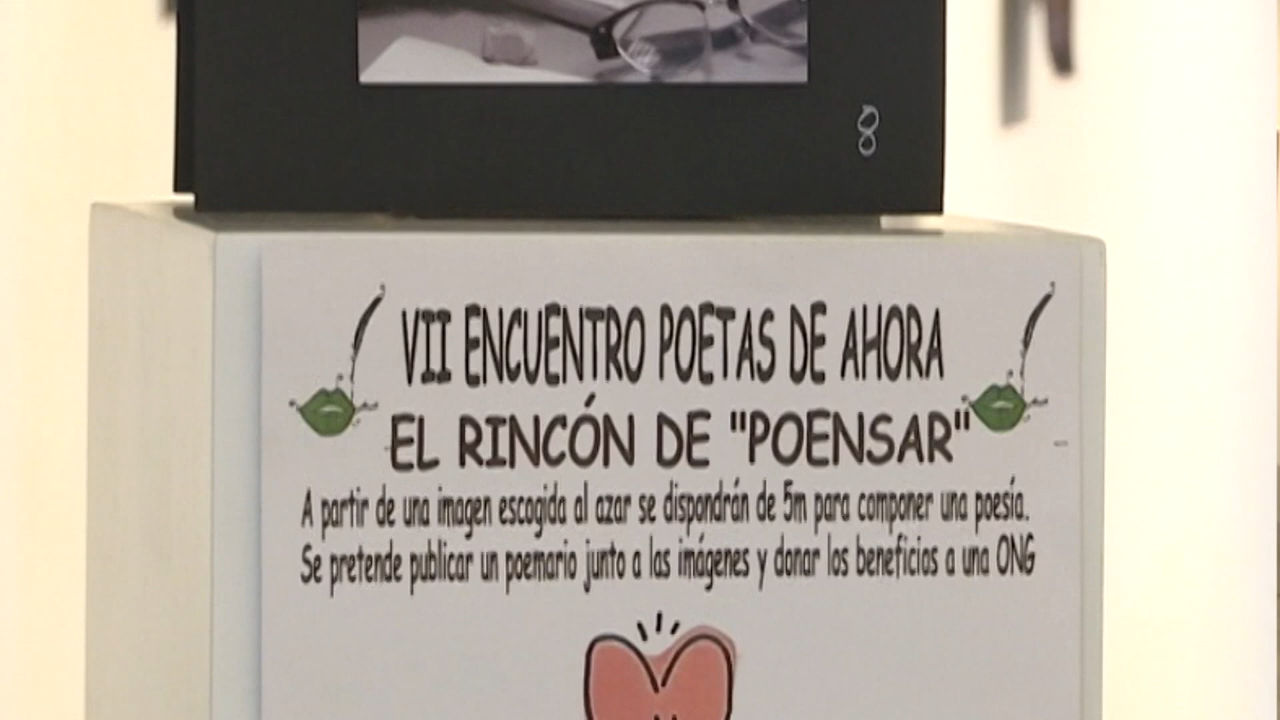 8
VII ENCUENTRO POETAS DE AHORA
EL RINCÓN DE "POENSAR"
A partir de una imagen escogida al azar se dispondrán de 5m para componer una poesía.
Se pretende publicar un poemario junto a las imágenes y donar los beneficios a una ONG